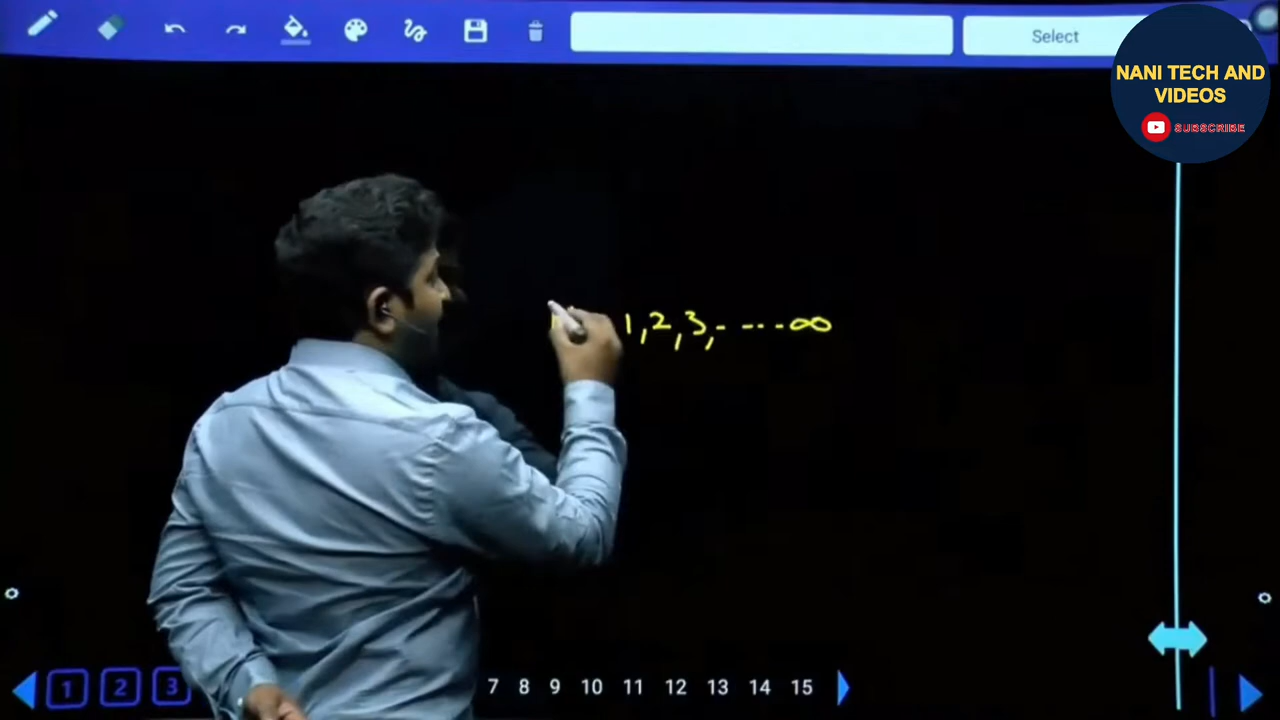 Select
NANI TECH AND
VIDEOS
SUBSCRIBE
1,2,3,- ---∞
1 2 3 7 8 9 10 11 12 13 14 15